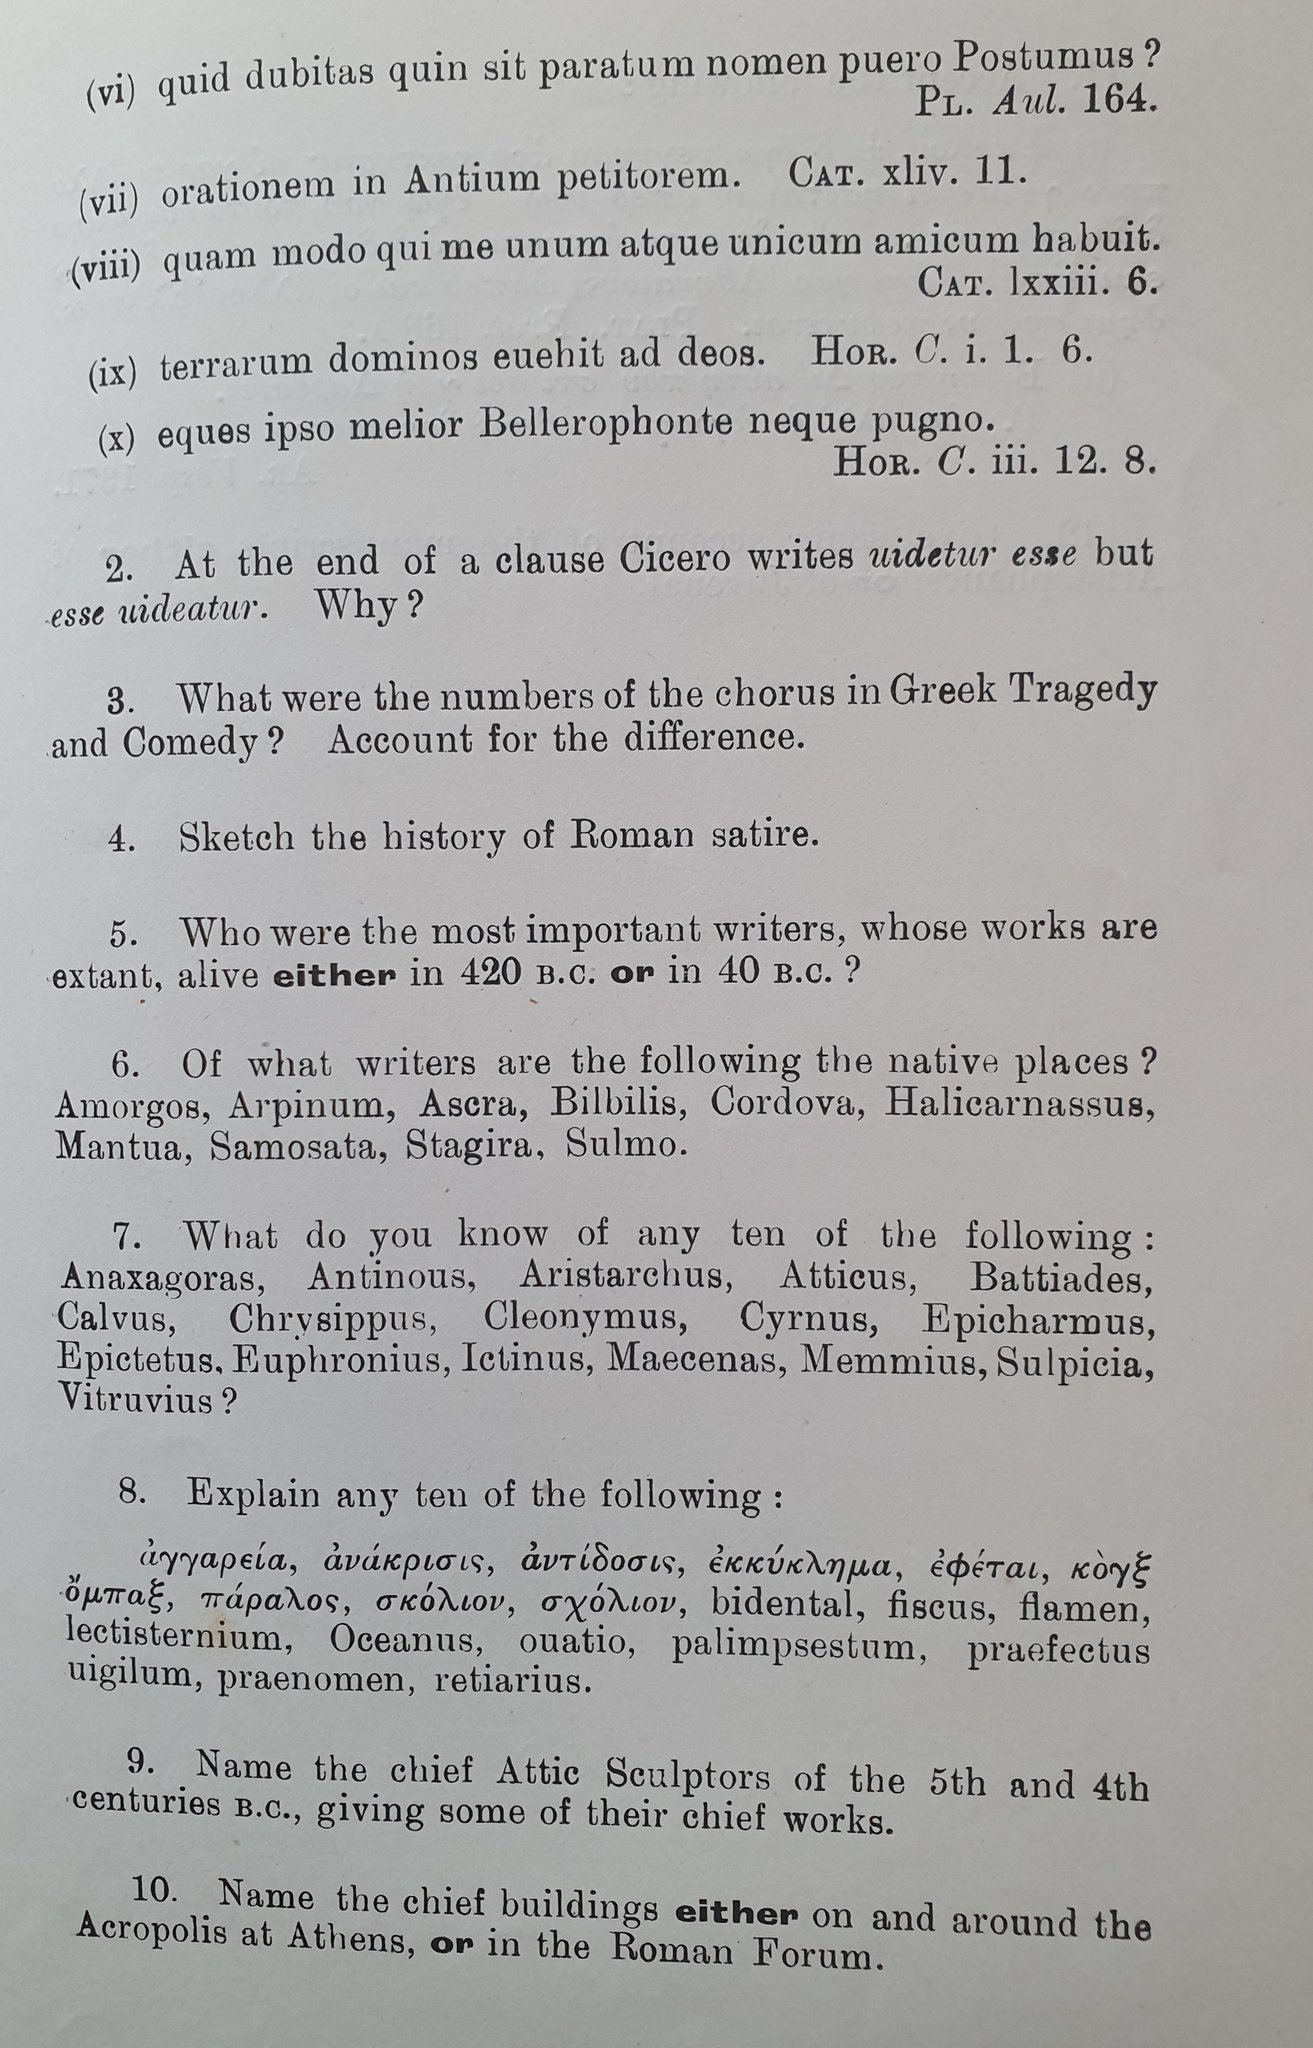 (vi) quid dubitas quin sit paratum nomen puero Postumus ?
PL. Aul. 164.
(vii) orationem in Antium petitorem. CAT. xliv. 11.
(viii) quam modo qui me unum atque unicum amicum habuit.
CAT. lxxiii. 6.
(ix) terrarum dominos euehit ad deos. HOR. C. i. 1. 6.
(x) eques ipso melior Bellerophonte neque pugno.
HOR. C. iii. 12. 8.
2. At the end of a clause Cicero writes uidetur esse but
esse uideatur. Why ?
3. What were the numbers of the chorus in Greek Tragedy
and Comedy ? Account for the difference.
4. Sketch the history of Roman satire.
5. Who were the most important writers, whose works are
extant, alive either in 420 B.C. or in 40 B.C. ?
6. Of what writers are the following the native places ?
Amorgos, Arpinum, Ascra, Bilbilis, Cordova, Halicarnassus,
Mantua, Samosata, Stagira, Sulmo.
7. What do you know of any ten of the following :
Anaxagoras, Antinous, Aristarchus, Atticus, Battiades,
Calvus, Chrysippus, Cleonymus, Cyrnus, Epicharmus,
Epictetus, Euphronius, Ictinus, Maecenas, Memmius, Sulpicia,
Vitruvius ?
8. Explain any ten of the following :
ἀγγαρεία, ἀνάκρισις, ἀντίδοσις, ἐκκύκλημα, ἐφέται, κὸγξ
ὄμπαξ, πάραλος, σκόλιον, σχόλιον, bidental, fiscus, flamen,
lectisternium, Oceanus, ouatio, palimpsestum, praefectus
uigilum, praenomen, retiarius.
9. Name the chief Attic Sculptors of the 5th and 4th
centuries B.C., giving some of their chief works.
10. Name the chief buildings either on and around the
Acropolis at Athens, or in the Roman Forum.